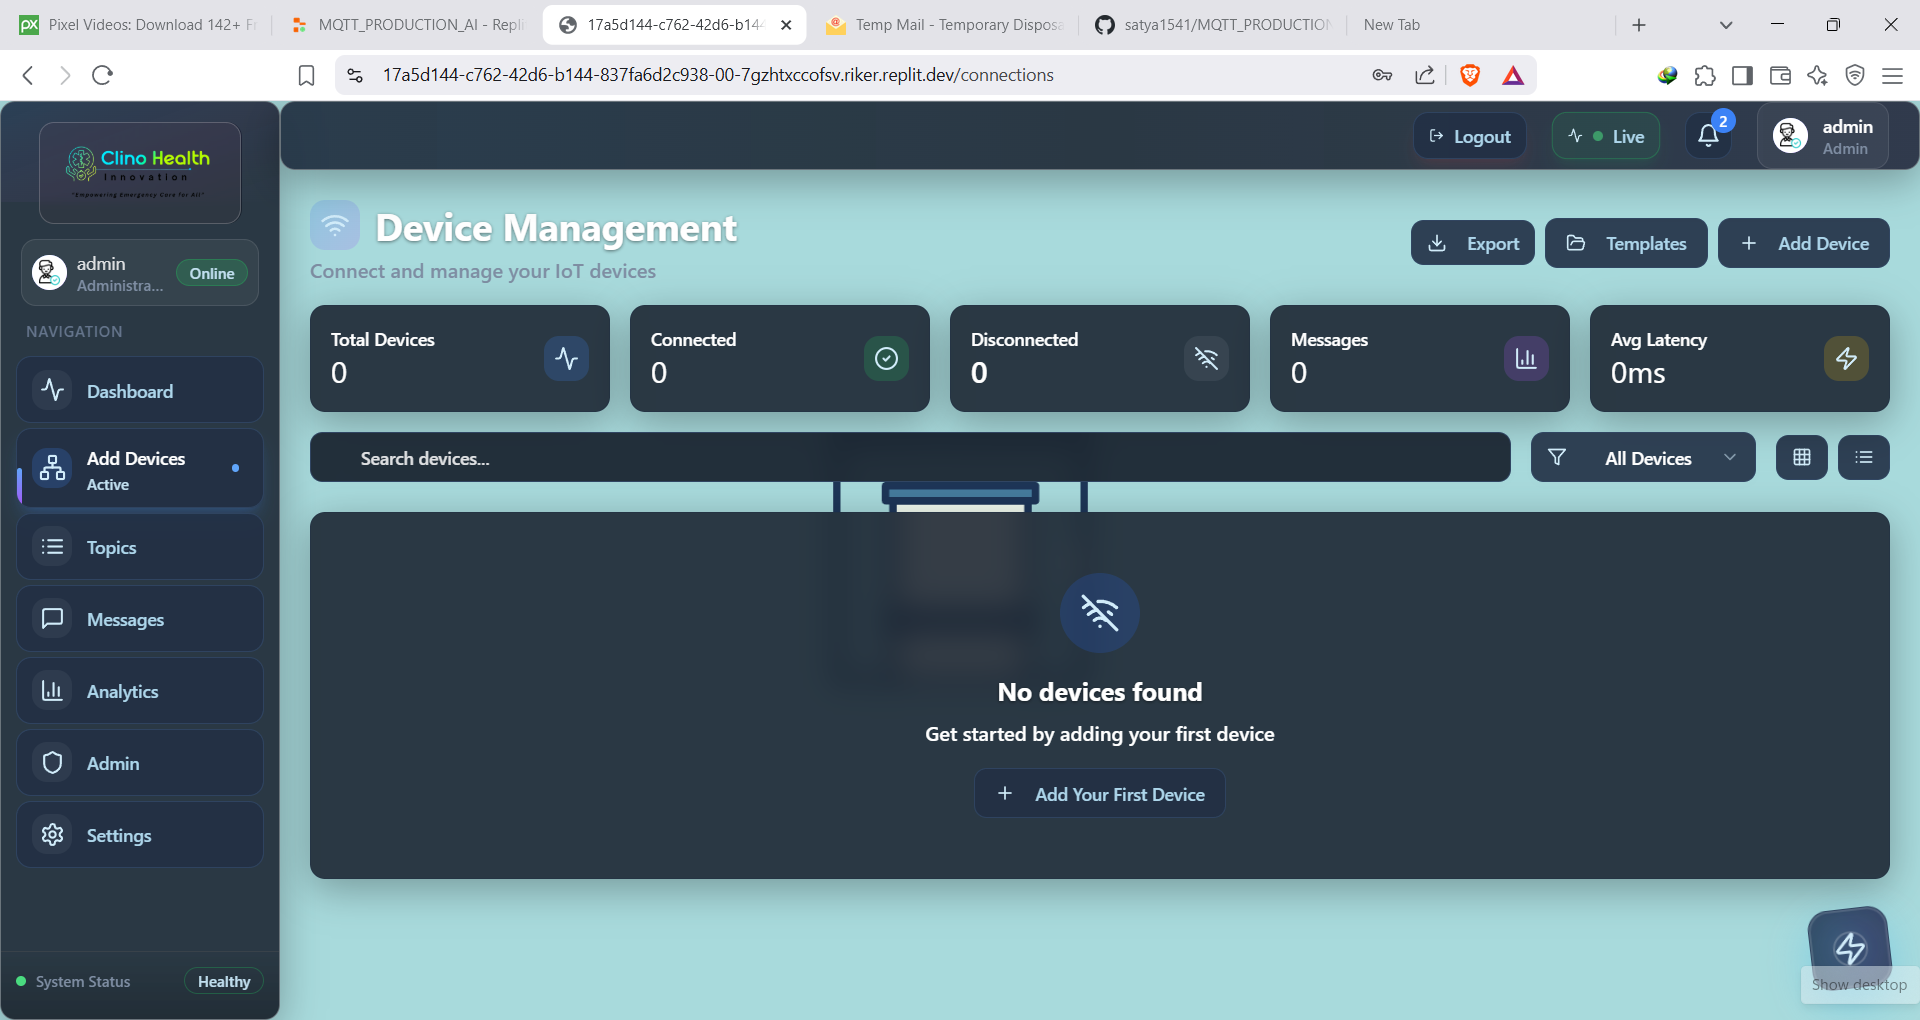 Pixel Videos: Download 142+ Fr
MQTT_PRODUCTION_AI - Repli
17a5d144-c762-42d6-b144
Temp Mail - Temporary Disposa
satya1541/MQTT_PRODUCTION
New Tab
17a5d144-c762-42d6-b144-837fa6d2c938-00-7gzhtxccofsv.riker.replit.dev/connections
Clino Health
Innovation
"Empowering Emergency Care for All"
Logout
Live
2
admin
Admin
admin
Administra...
Online
NAVIGATION
Dashboard
Add Devices
Active
Topics
Messages
Analytics
Admin
Settings
System Status
Healthy
Device Management
Connect and manage your IoT devices
Export
Templates
Add Device
Total Devices
0
Connected
0
Disconnected
0
Messages
0
Avg Latency
0ms
Search devices...
All Devices
No devices found
Get started by adding your first device
Add Your First Device
Show desktop